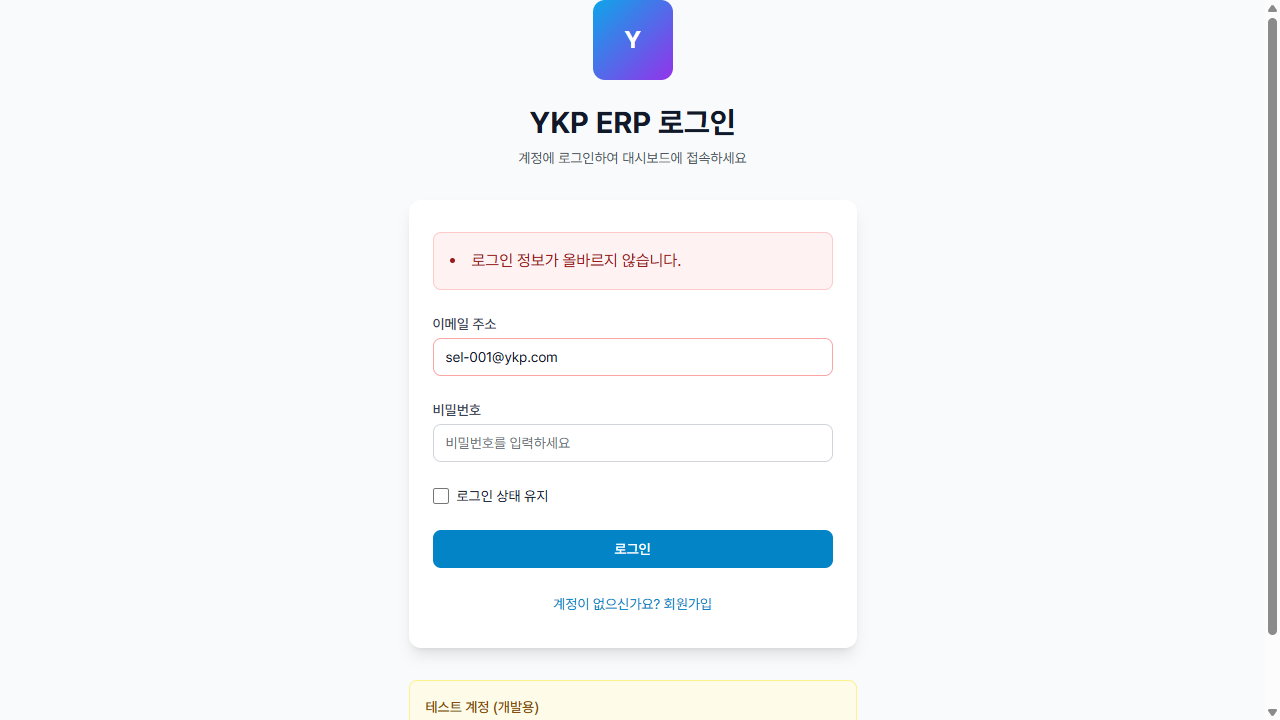 Y
YKP ERP 로그인
계정에 로그인하여 대시보드에 접속하세요
로그인 정보가 올바르지 않습니다.
이메일 주소
sel-001@ykp.com
비밀번호
비밀번호를 입력하세요
로그인 상태 유지
로그인
계정이 없으신가요? 회원가입
테스트 계정 (개발용)